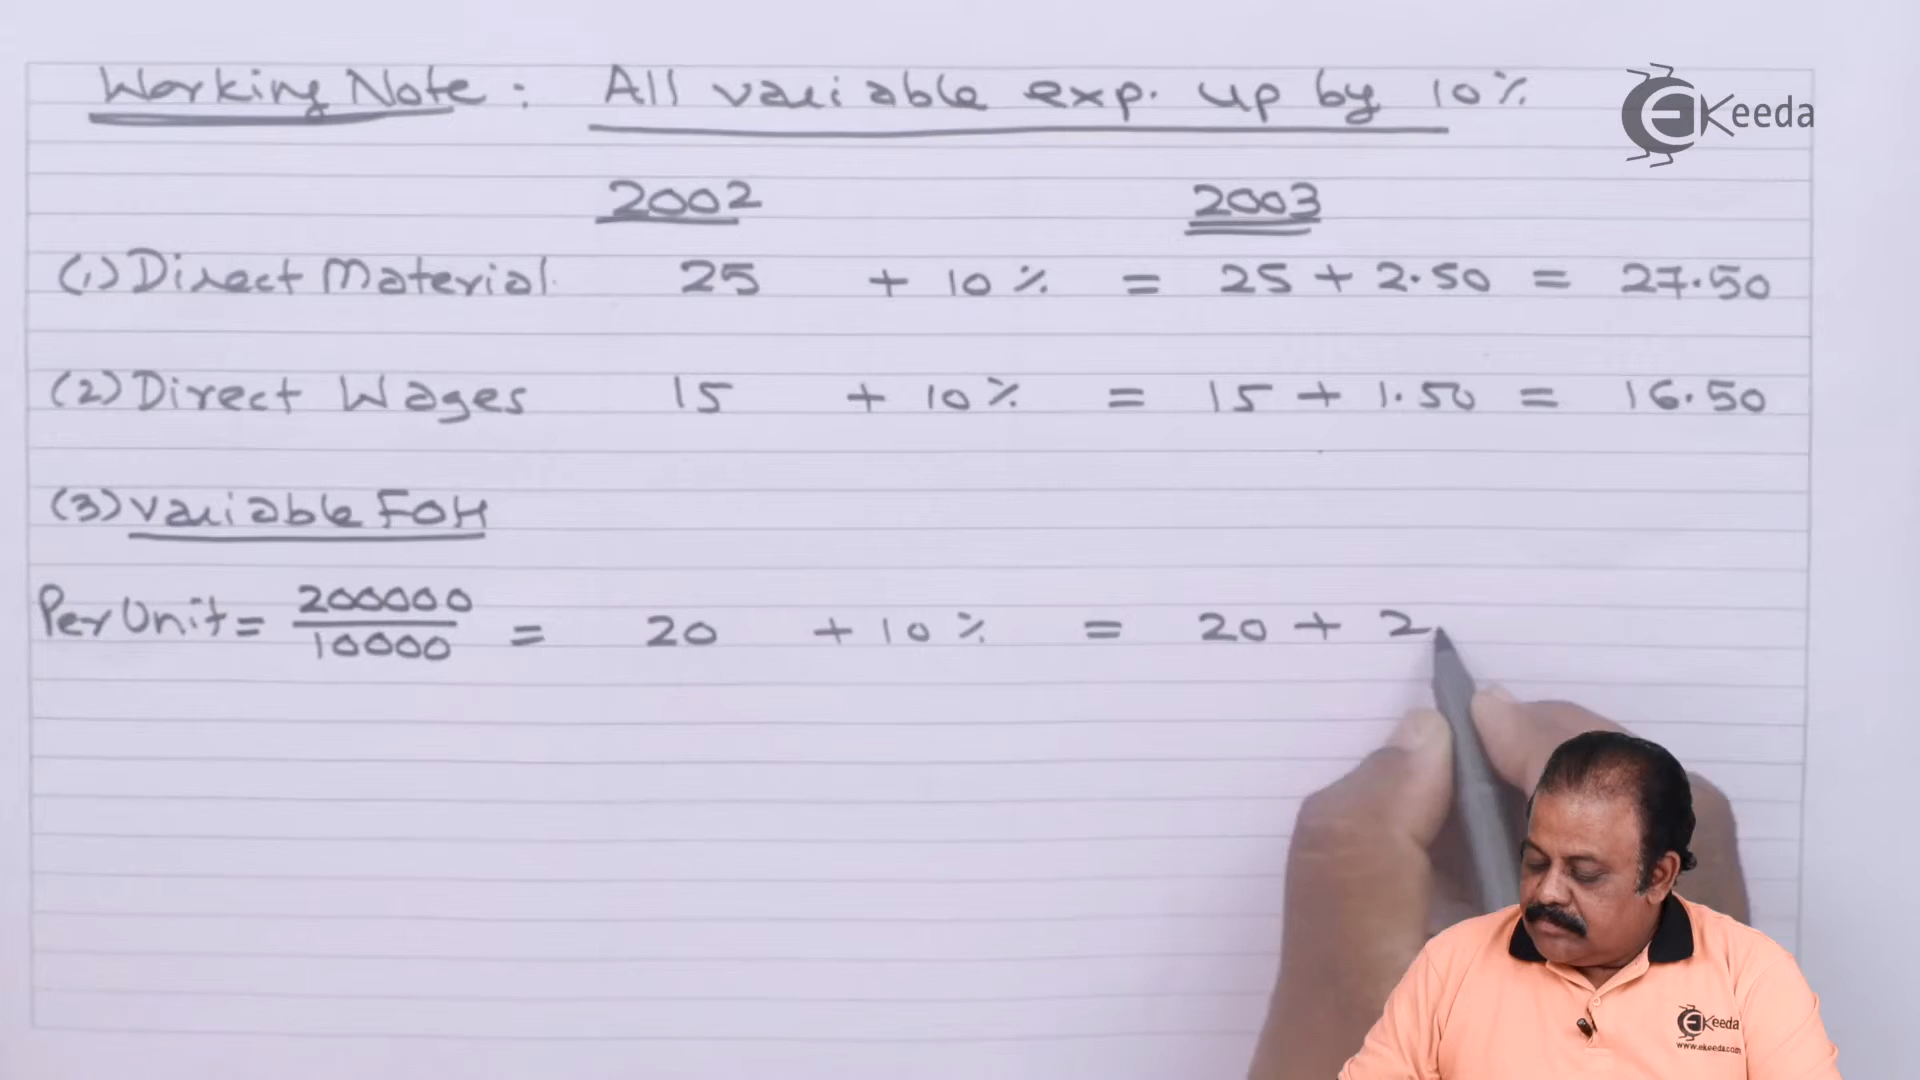 Working Note : All variable exp. up by 10%
EKeeda
2002 2003
(1) Direct Material 25 + 10% = 25 + 2.50 = 27.50
(2) Direct Wages 15 + 10% = 15 + 1.50 = 16.50
(3) variable FOH
Per Unit = 200000 / 10000 = 20 + 10% = 20 + 2.
EKeeda
www.ekeeda.com